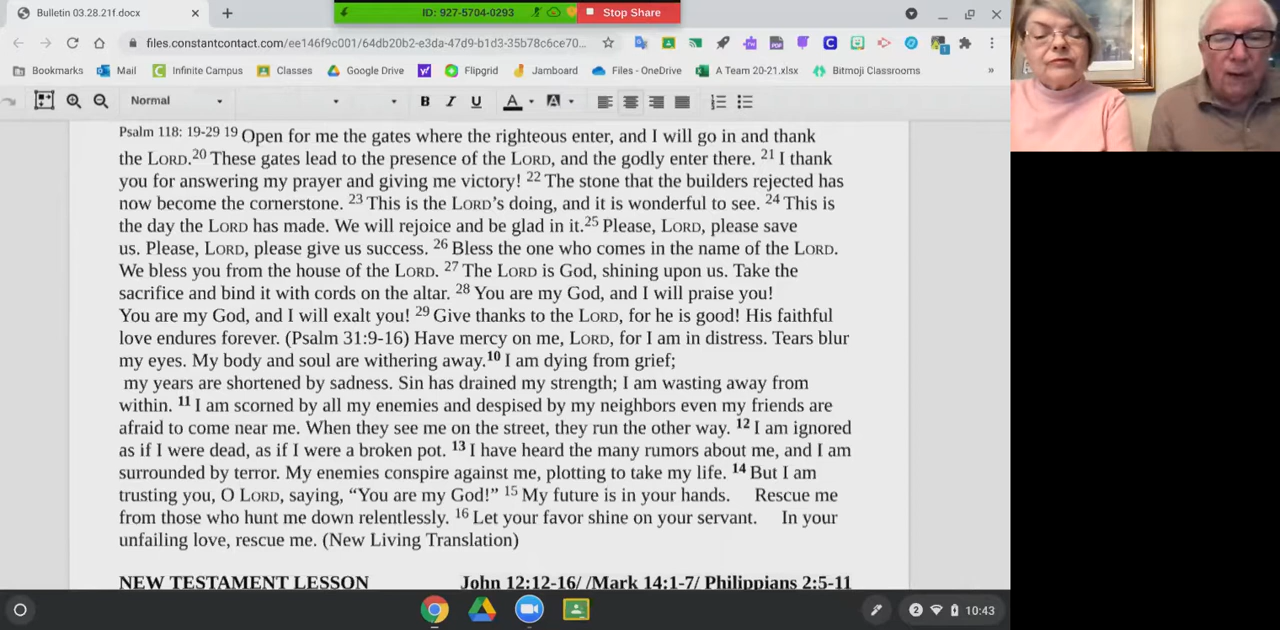 Bulletin 03.28.21f.docx
ID: 927-5704-0293
Stop Share
files.constantcontact.com/ee146f9c001/64db20b2-e3da-47d9-b1d3-35b78c6ce70...
Bookmarks Mail Infinite Campus Classes Google Drive Flipgrid Jamboard Files - OneDrive A Team 20-21.xlsx Bitmoji Classrooms »
Normal B I U A A
Psalm 118: 19-29 19 Open for me the gates where the righteous enter, and I will go in and thank
the LORD.20 These gates lead to the presence of the LORD, and the godly enter there. 21 I thank
you for answering my prayer and giving me victory! 22 The stone that the builders rejected has
now become the cornerstone. 23 This is the LORD’s doing, and it is wonderful to see. 24 This is
the day the LORD has made. We will rejoice and be glad in it.25 Please, LORD, please save
us. Please, LORD, please give us success. 26 Bless the one who comes in the name of the LORD.
We bless you from the house of the LORD. 27 The LORD is God, shining upon us. Take the
sacrifice and bind it with cords on the altar. 28 You are my God, and I will praise you!
You are my God, and I will exalt you! 29 Give thanks to the LORD, for he is good! His faithful
love endures forever. (Psalm 31:9-16) Have mercy on me, LORD, for I am in distress. Tears blur
my eyes. My body and soul are withering away.10 I am dying from grief;
my years are shortened by sadness. Sin has drained my strength; I am wasting away from
within. 11 I am scorned by all my enemies and despised by my neighbors even my friends are
afraid to come near me. When they see me on the street, they run the other way. 12 I am ignored
as if I were dead, as if I were a broken pot. 13 I have heard the many rumors about me, and I am
surrounded by terror. My enemies conspire against me, plotting to take my life. 14 But I am
trusting you, O LORD, saying, “You are my God!” 15 My future is in your hands. Rescue me
from those who hunt me down relentlessly. 16 Let your favor shine on your servant. In your
unfailing love, rescue me. (New Living Translation)
NEW TESTAMENT LESSON John 12:12-16/ /Mark 14:1-7/ Philippians 2:5-11
2 10:43